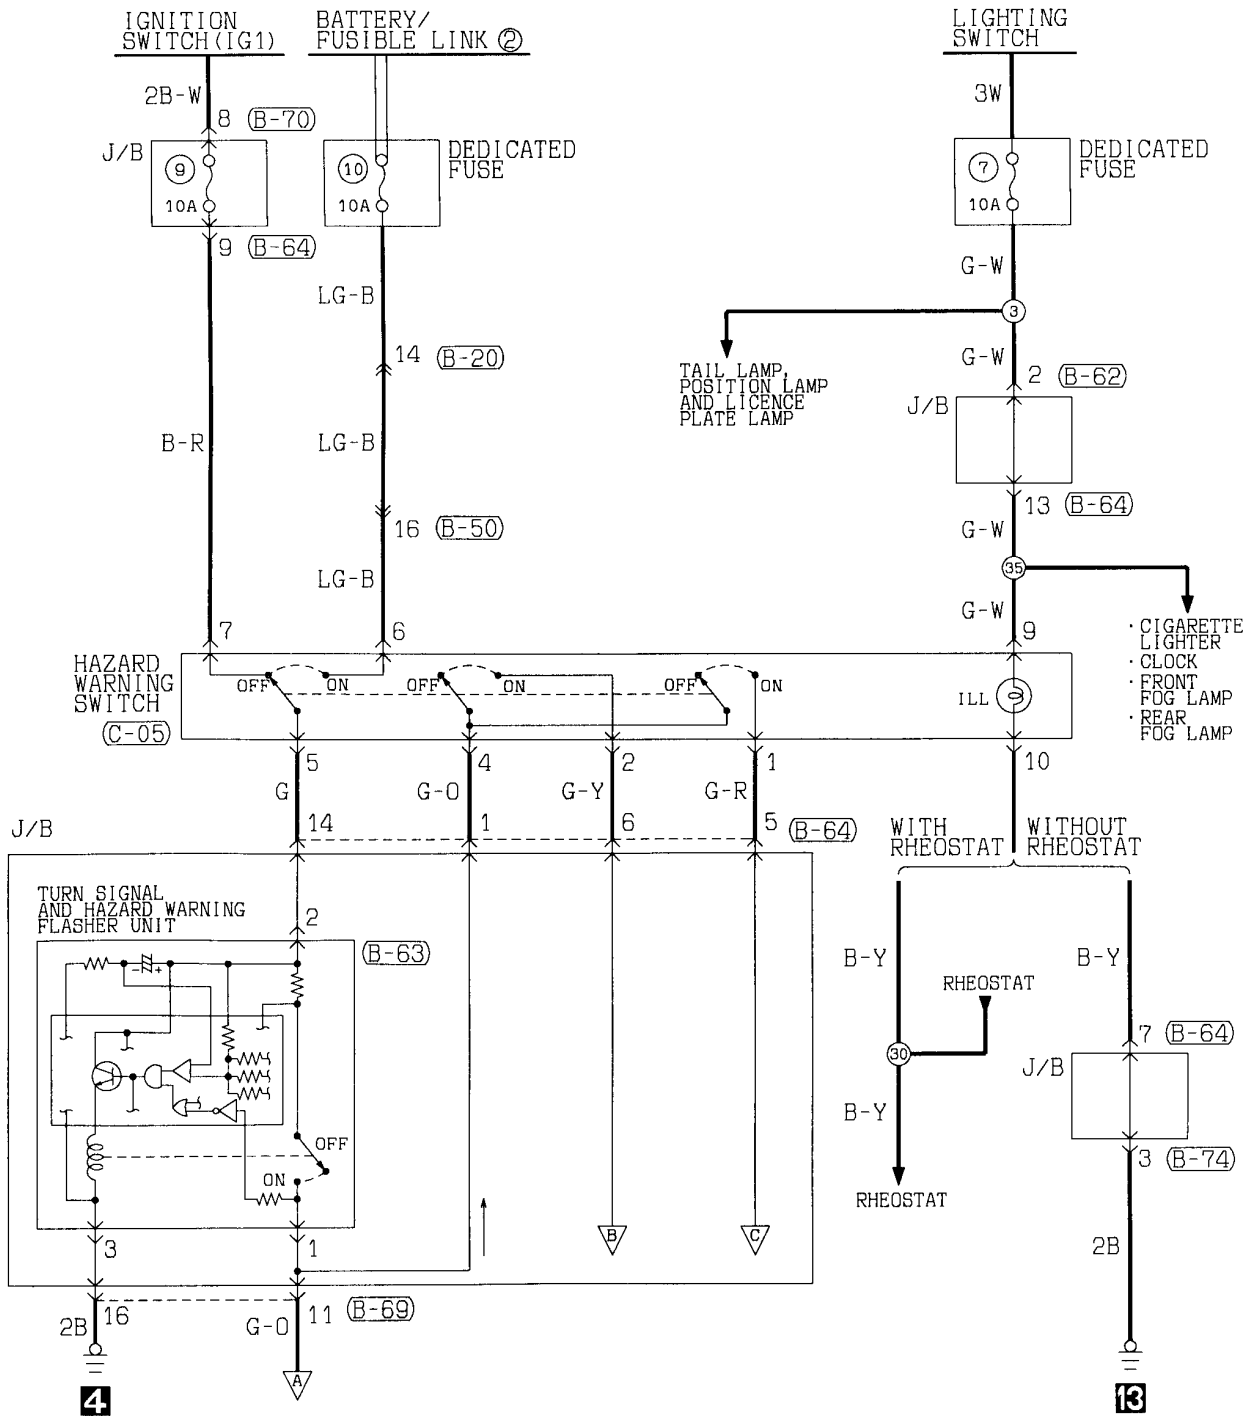 IGNITION
SWITCH(IG1)
BATTERY/
FUSIBLE LINK ②
LIGHTING
SWITCH
2B-W
3W
8 (B-70)
J/B
9
10A
10
10A
DEDICATED
FUSE
7
10A
DEDICATED
FUSE
9 (B-64)
LG-B
G-W
3
14 (B-20)
G-W
2 (B-62)
TAIL LAMP,
POSITION LAMP
AND LICENCE
PLATE LAMP
J/B
B-R
LG-B
13 (B-64)
16 (B-50)
G-W
35
LG-B
G-W
7
6
9
· CIGARETTE
LIGHTER
· CLOCK
· FRONT
FOG LAMP
· REAR
FOG LAMP
HAZARD
WARNING
SWITCH
(C-05)
OFF
ON
OFF
ON
OFF
ON
ILL
5
4
2
1
10
G
G-O
G-Y
G-R
J/B
14
1
6
5 (B-64)
WITH
RHEOSTAT
WITHOUT
RHEOSTAT
TURN SIGNAL
AND HAZARD WARNING
FLASHER UNIT
2
(B-63)
- +
B-Y
B-Y
RHEOSTAT
30
7 (B-64)
J/B
B-Y
OFF
ON
3 (B-74)
RHEOSTAT
3
1
B
C
2B
16
11 (B-69)
2B
G-O
A
4
13